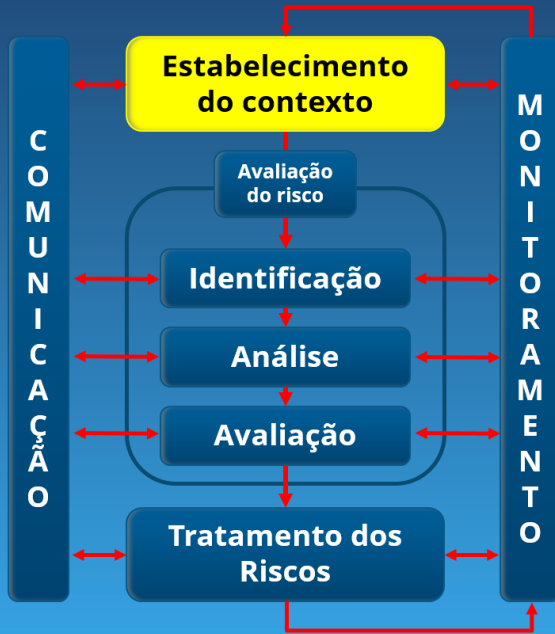 Estabelecimento
do contexto
COMUNICAÇÃO
MONITORAMENTO
Avaliação
do risco
Identificação
Análise
Avaliação
Tratamento dos
Riscos